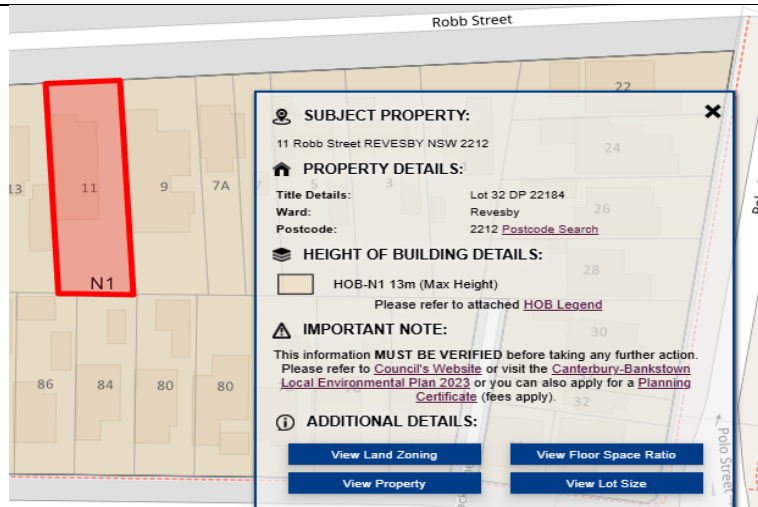 Robb Street
22
SUBJECT PROPERTY:
11 Robb Street REVESBY NSW 2212
24
PROPERTY DETAILS:
13
11
9
7A
5
3
1
Title Details: Lot 32 DP 22184
Ward: Revesby
26
Postcode: 2212 Postcode Search
HEIGHT OF BUILDING DETAILS:
28
N1
HOB-N1 13m (Max Height)
Please refer to attached HOB Legend
IMPORTANT NOTE:
30
This information MUST BE VERIFIED before taking any further action.
Please refer to Council's Website or visit the Canterbury-Bankstown
Local Environmental Plan 2023 or you can also apply for a Planning
Certificate (fees apply).
86
84
80
80
32
ADDITIONAL DETAILS:
View Land Zoning
View Floor Space Ratio
View Property
View Lot Size
Polo Street